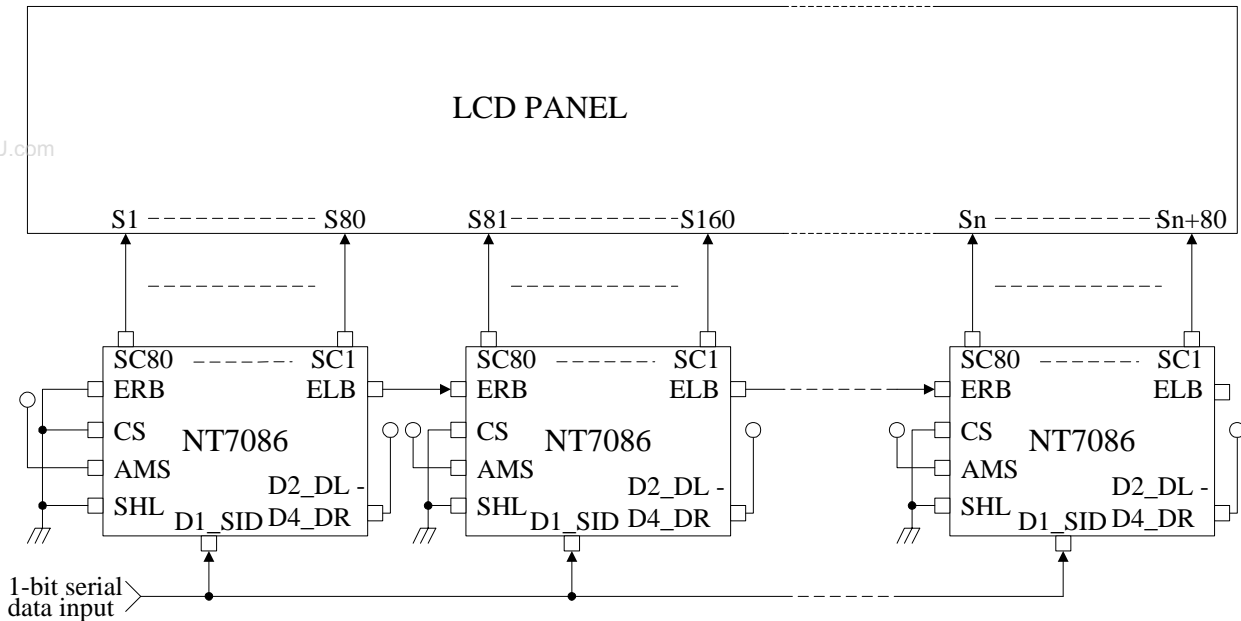 LCD PANEL
J.com
S1 S80 S81 S160 Sn Sn+80
SC80 SC1
ERB ELB
CS
NT7086
AMS
D2_DL -
SHL
D4_DR
D1_SID
SC80 SC1
ERB ELB
CS
NT7086
AMS
D2_DL -
SHL
D4_DR
D1_SID
SC80 SC1
ERB ELB
CS
NT7086
AMS
D2_DL -
SHL
D4_DR
D1_SID
1-bit serial
data input